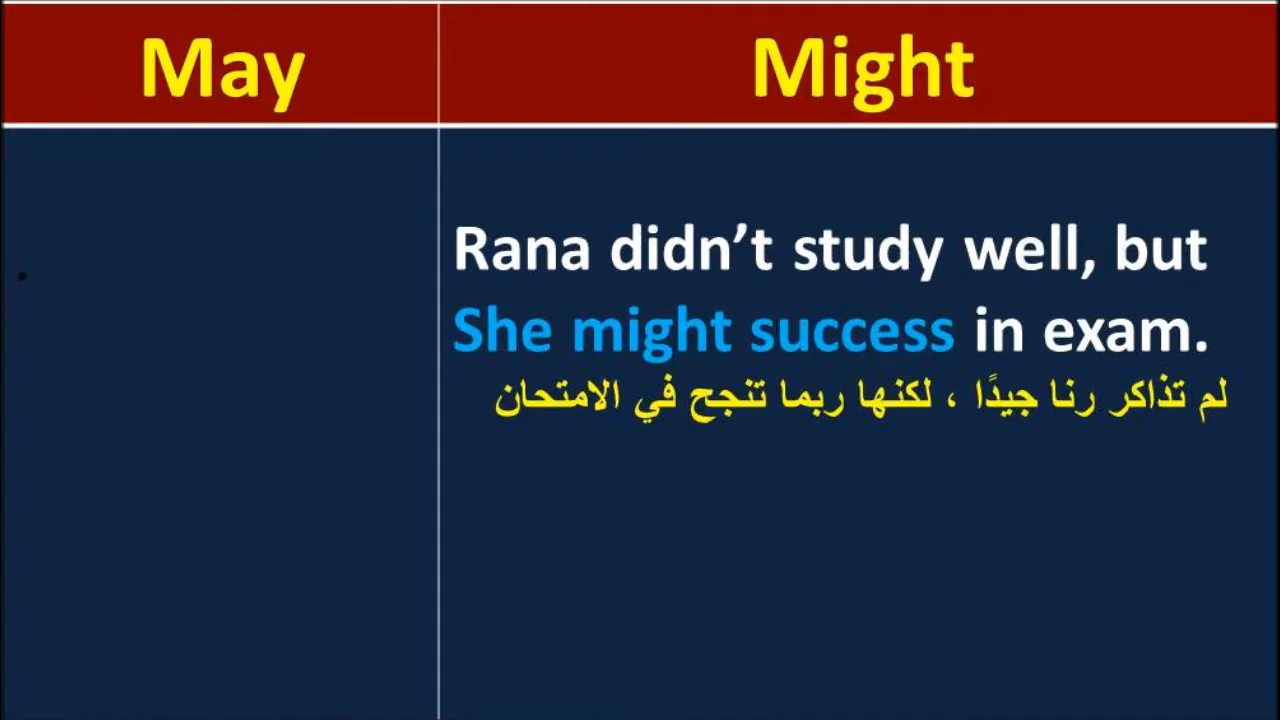 May
Might
Rana didn’t study well, but
She might success in exam.
لم تذاكر رنا جيدًا ، لكنها ربما تنجح في الامتحان